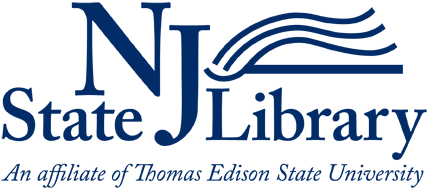 NJ
State Library
An affiliate of Thomas Edison State University